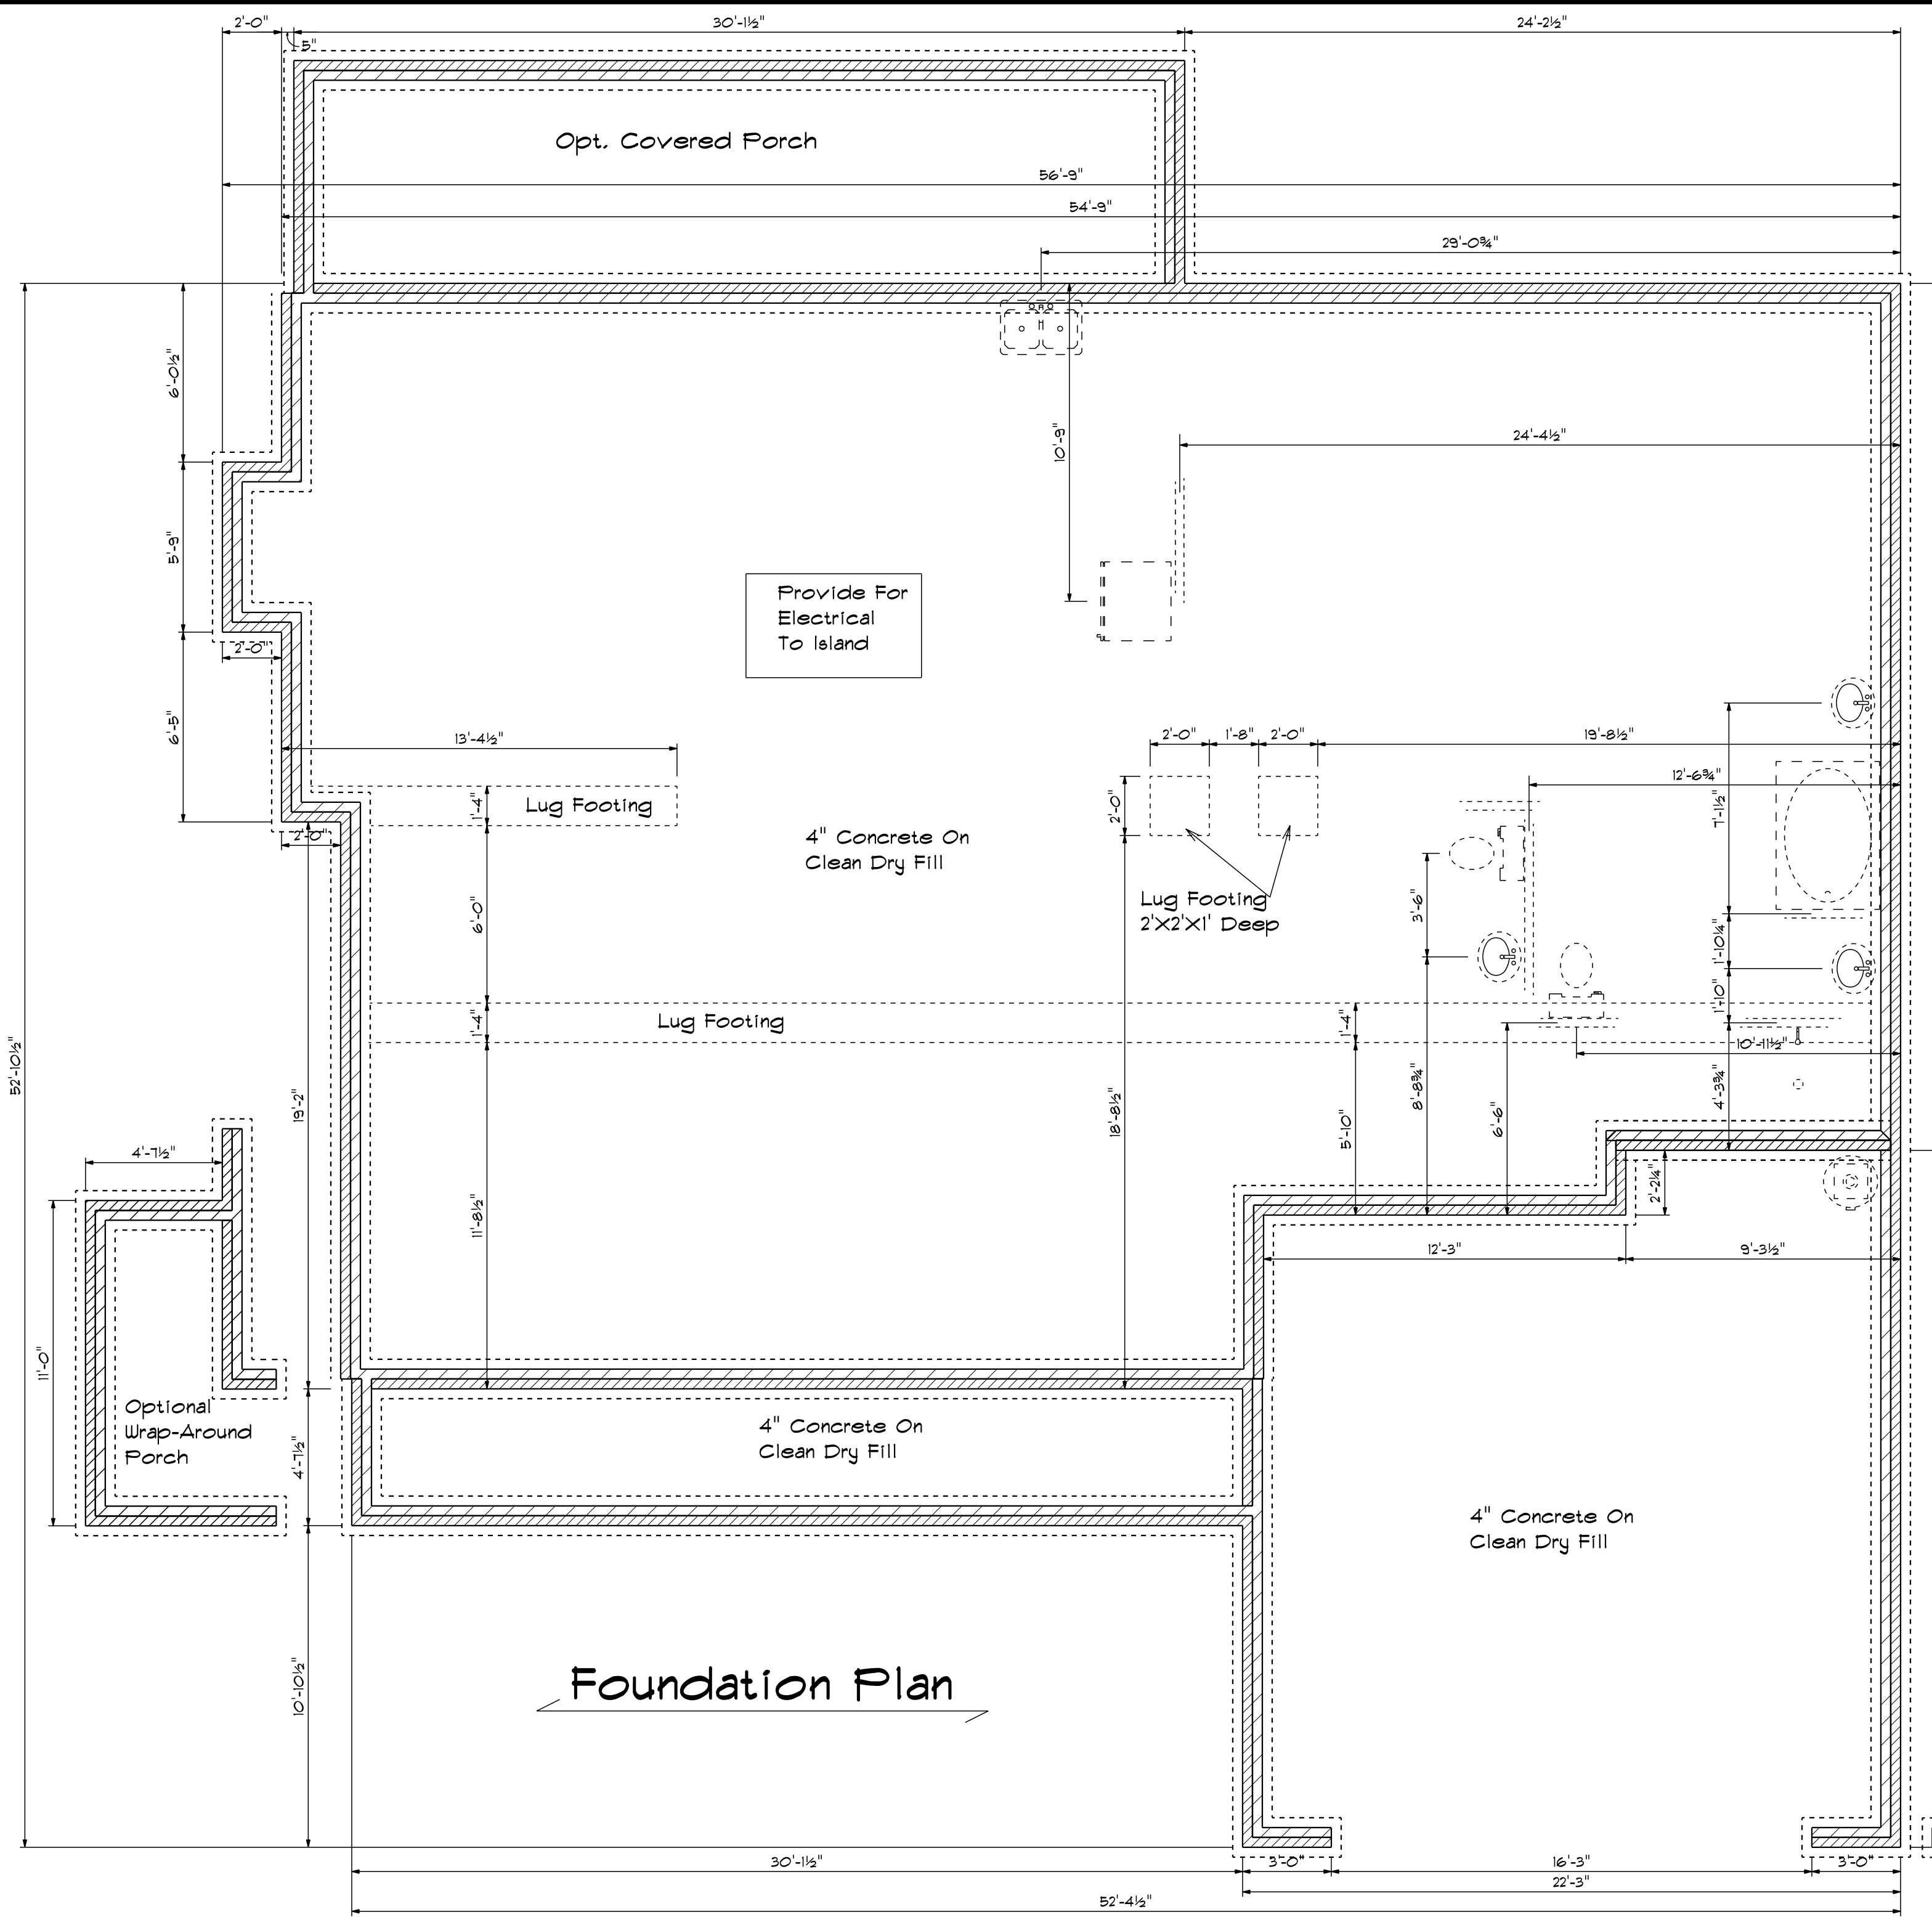 2'-0"
30'-1½"
24'-2½"
5"
Opt. Covered Porch
56'-9"
54'-9"
29'-0¾"
6'-0½"
10'-9"
24'-4½"
5'-9"
Provide For
Electrical
To Island
2'-0"
6'-5"
13'-4½"
2'-0"
1'-8"
2'-0"
19'-8½"
12'-6¾"
1'-4"
Lug Footing
2'-0"
7'-1½"
2'-0"
4" Concrete On
Clean Dry Fill
Lug Footing
2'X2'X1' Deep
6'-0"
3'-6"
1'-10¼"
1'-10"
1'-4"
Lug Footing
1'-4"
10'-11½"
52'-10½"
19'-2"
18'-8½"
8'-8¾"
4'-3¾"
5'-10"
6'-6"
4'-7½"
11'-8½"
2'-2¼"
12'-3"
9'-3½"
11'-0"
Optional
Wrap-Around
Porch
4'-7½"
4" Concrete On
Clean Dry Fill
4" Concrete On
Clean Dry Fill
10'-10½"
Foundation Plan
30'-1½"
3'-0"
16'-3"
3'-0"
22'-3"
52'-4½"